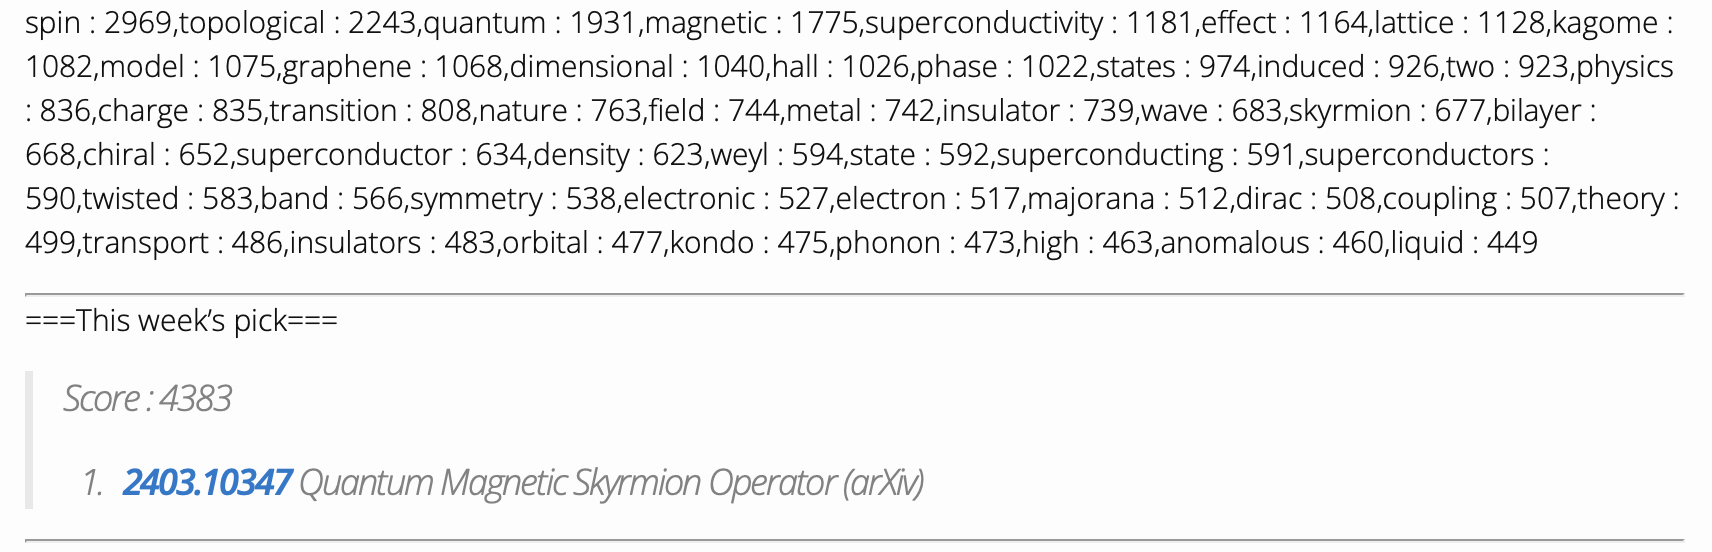 spin : 2969,topological : 2243,quantum : 1931,magnetic : 1775,superconductivity : 1181,effect : 1164,lattice : 1128,kagome :
1082,model : 1075,graphene : 1068,dimensional : 1040,hall : 1026,phase : 1022,states : 974,induced : 926,two : 923,physics
: 836,charge : 835,transition : 808,nature : 763,field : 744,metal : 742,insulator : 739,wave : 683,skyrmion : 677,bilayer :
668,chiral : 652,superconductor : 634,density : 623,weyl : 594,state : 592,superconducting : 591,superconductors :
590,twisted : 583,band : 566,symmetry : 538,electronic : 527,electron : 517,majorana : 512,dirac : 508,coupling : 507,theory :
499,transport : 486,insulators : 483,orbital : 477,kondo : 475,phonon : 473,high : 463,anomalous : 460,liquid : 449
===This week’s pick===
Score : 4383
1. 2403.10347 Quantum Magnetic Skyrmion Operator (arXiv)